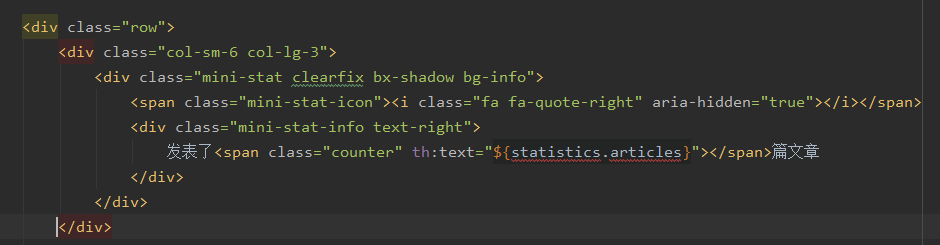 <div class="row">
<div class="col-sm-6 col-lg-3">
<div class="mini-stat clearfix bx-shadow bg-info">
<span class="mini-stat-icon"><i class="fa fa-quote-right" aria-hidden="true"></i></span>
<div class="mini-stat-info text-right">
发表了<span class="counter" th:text="${statistics.articles}"></span>篇文章
</div>
</div>
</div>